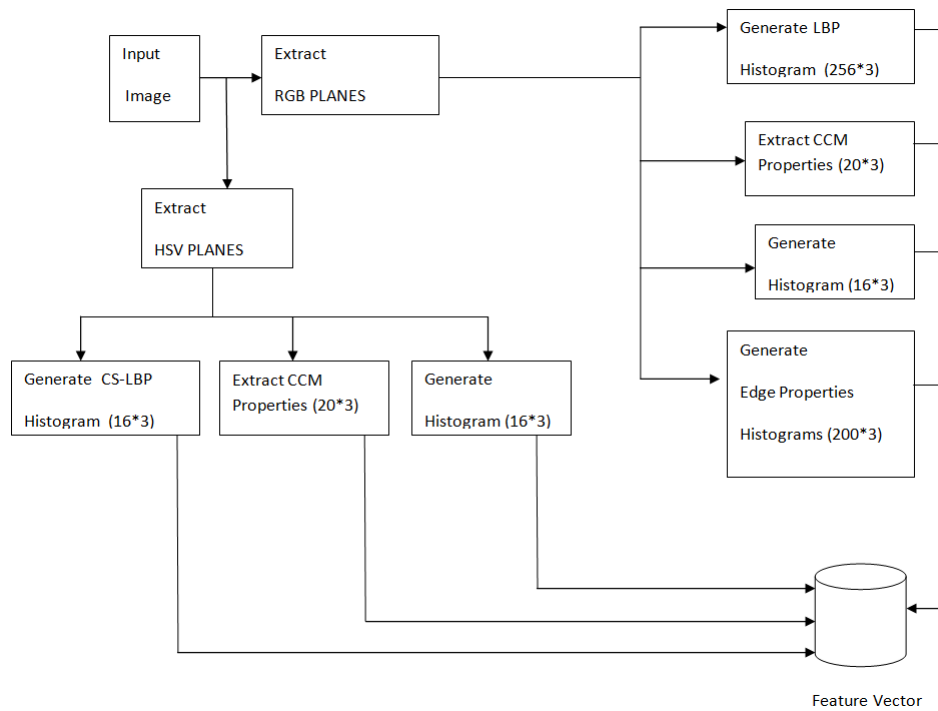 Input
Image
Extract
RGB PLANES
Generate LBP
Histogram (256*3)
Extract CCM
Properties (20*3)
Extract
HSV PLANES
Generate
Histogram (16*3)
Generate
Edge Properties
Histograms (200*3)
Generate CS-LBP
Histogram (16*3)
Extract CCM
Properties (20*3)
Generate
Histogram (16*3)
Feature Vector